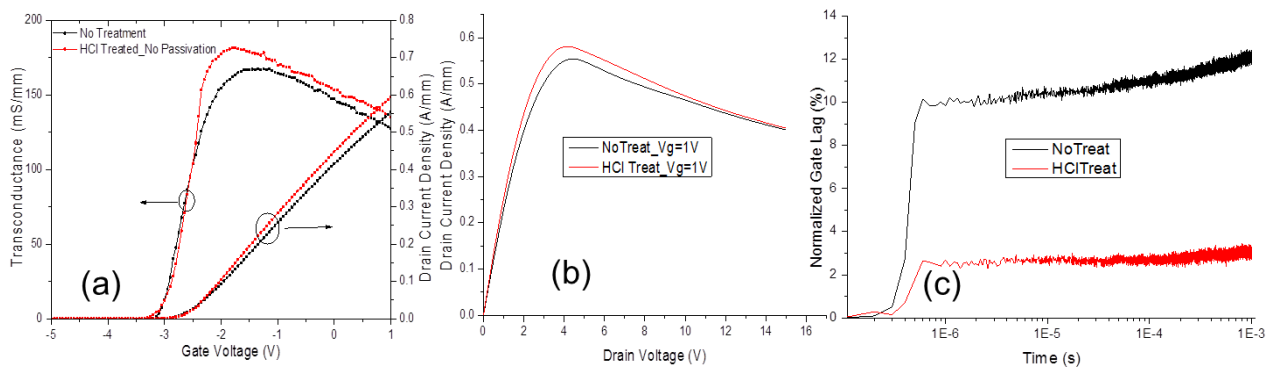 200
175
150
125
100
75
50
25
0
Transconductance (mS/mm)
No Treatment
HCl Treated_No Passivation
(a)
-5 -4 -3 -2 -1 0 1
Gate Voltage (V)
0.8
0.7
0.6
0.5
0.4
0.3
0.2
0.1
0.0
Drain Current Density (A/mm)
0.6
0.5
0.4
0.3
0.2
0.1
0.0
Drain Current Density (A/mm)
NoTreat_Vg=1V
HCl Treat_Vg=1V
(b)
0 2 4 6 8 10 12 14 16
Drain Voltage (V)
14
12
10
8
6
4
2
0
Normalized Gate Lag (%)
NoTreat
HClTreat
(c)
1E-6 1E-5 1E-4 1E-3
Time (s)